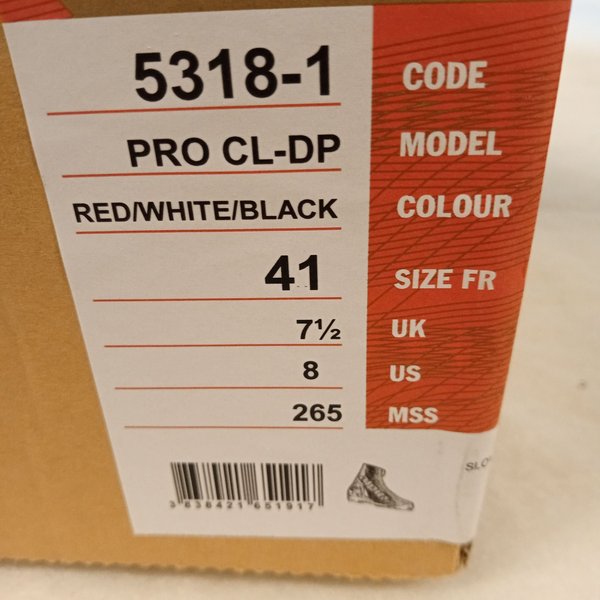 5318-1 CODE
PRO CL-DP MODEL
RED/WHITE/BLACK COLOUR
41 SIZE FR
7½ UK
8 US
265 MSS
3 838421 651917